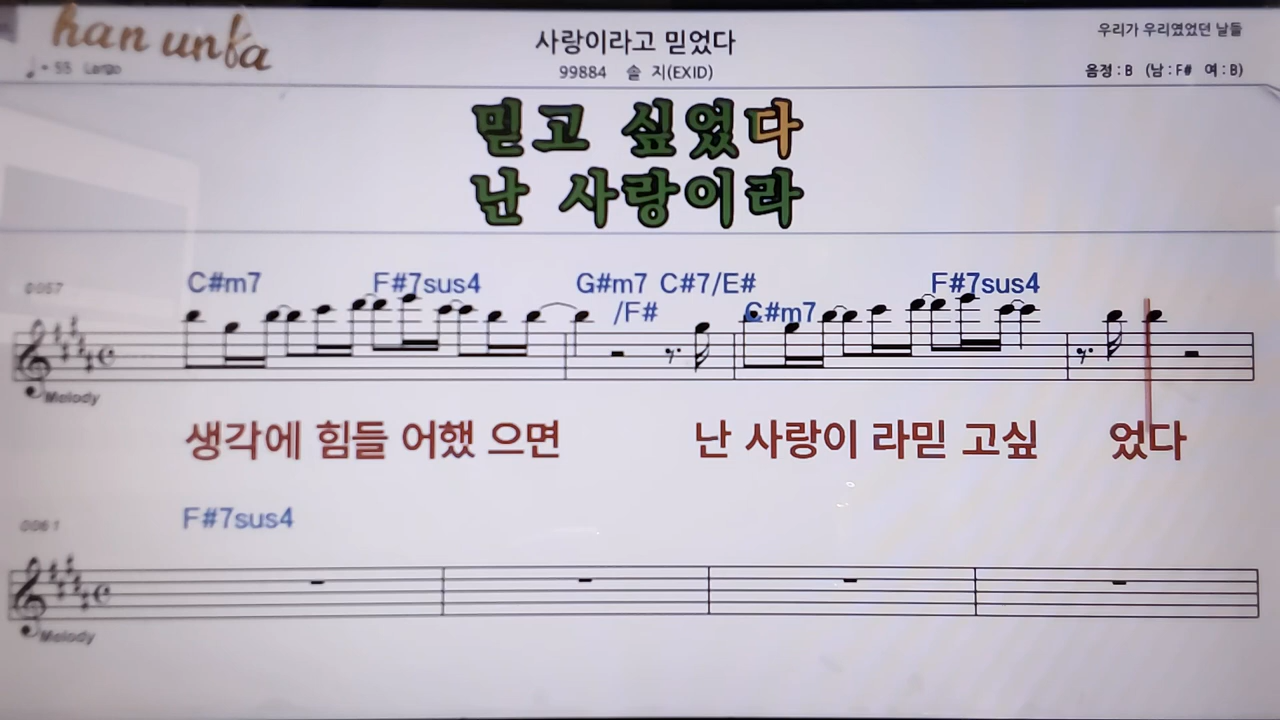 han unfa
사랑이라고 믿었다
우리가 우리였었던 날들
♩= 55 Largo
99884 솔 지(EXID)
음정 : B (남 : F# 여 : B)
믿고 싶었다
난 사랑이라
0057
C#m7 F#7sus4 G#m7 C#7/E# F#7sus4
/F# C#m7
Melody
생각에 힘들 어했 으면 난 사랑이 라믿 고싶 었다
0061
F#7sus4
Melody